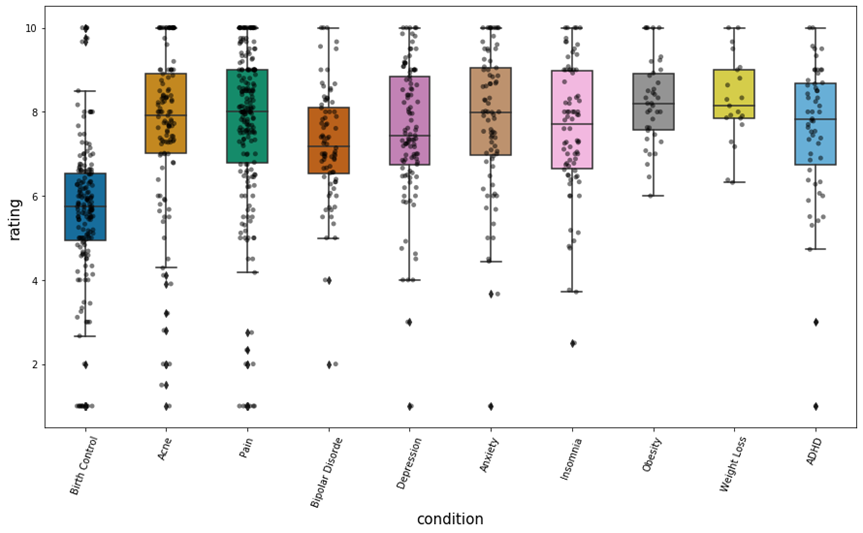 10
8
6
4
2
rating
Birth Control
Acne
Pain
Bipolar Disorde
Depression
Anxiety
Insomnia
Obesity
Weight Loss
ADHD
condition